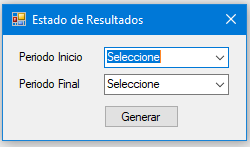 Estado de Resultados
Periodo Inicio Seleccione
Periodo Final Seleccione
Generar